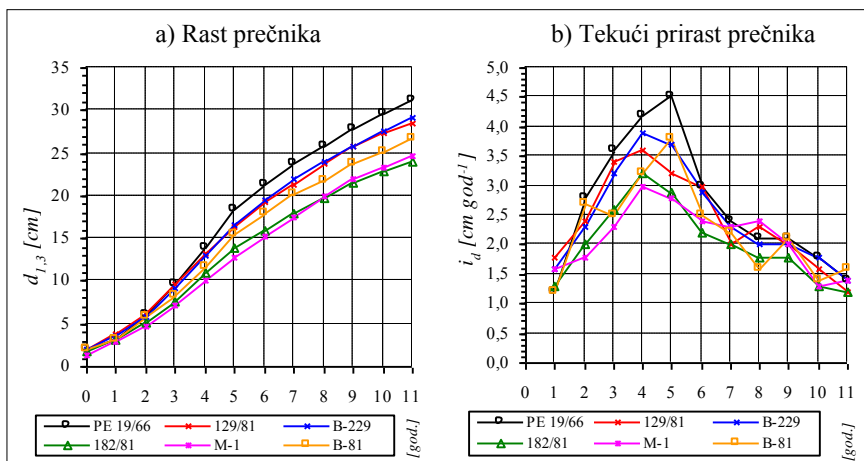 a) Rast prečnika
35
30
25
20
15
10
5
0
d1,3 [cm]
0 1 2 3 4 5 6 7 8 9 10 11
PE 19/66 129/81 B-229
182/81 M-1 B-81
[god.]
b) Tekući prirast prečnika
5,0
4,5
4,0
3,5
3,0
2,5
2,0
1,5
1,0
0,5
0,0
id [cm god-1]
0 1 2 3 4 5 6 7 8 9 10 11
PE 19/66 129/81 B-229
182/81 M-1 B-81
[god.]